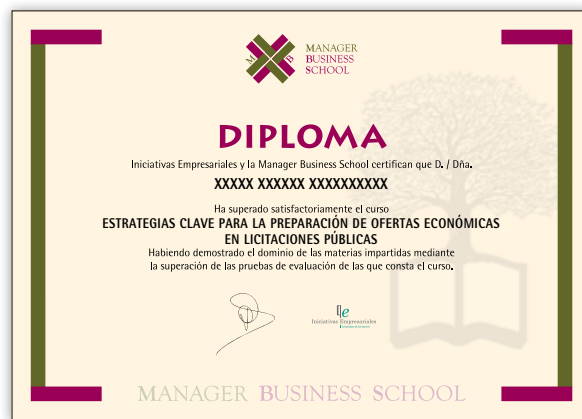 M B
MANAGER
BUSINESS
SCHOOL
DIPLOMA
Iniciativas Empresariales y la Manager Business School certifican que D. / Dña.
XXXXX XXXXXX XXXXXXXXXX
Ha superado satisfactoriamente el curso
ESTRATEGIAS CLAVE PARA LA PREPARACIÓN DE OFERTAS ECONÓMICAS
EN LICITACIONES PÚBLICAS
Habiendo demostrado el dominio de las materias impartidas mediante
la superación de las pruebas de evaluación de las que consta el curso.
Iniciativas Empresariales
MANAGER BUSINESS SCHOOL